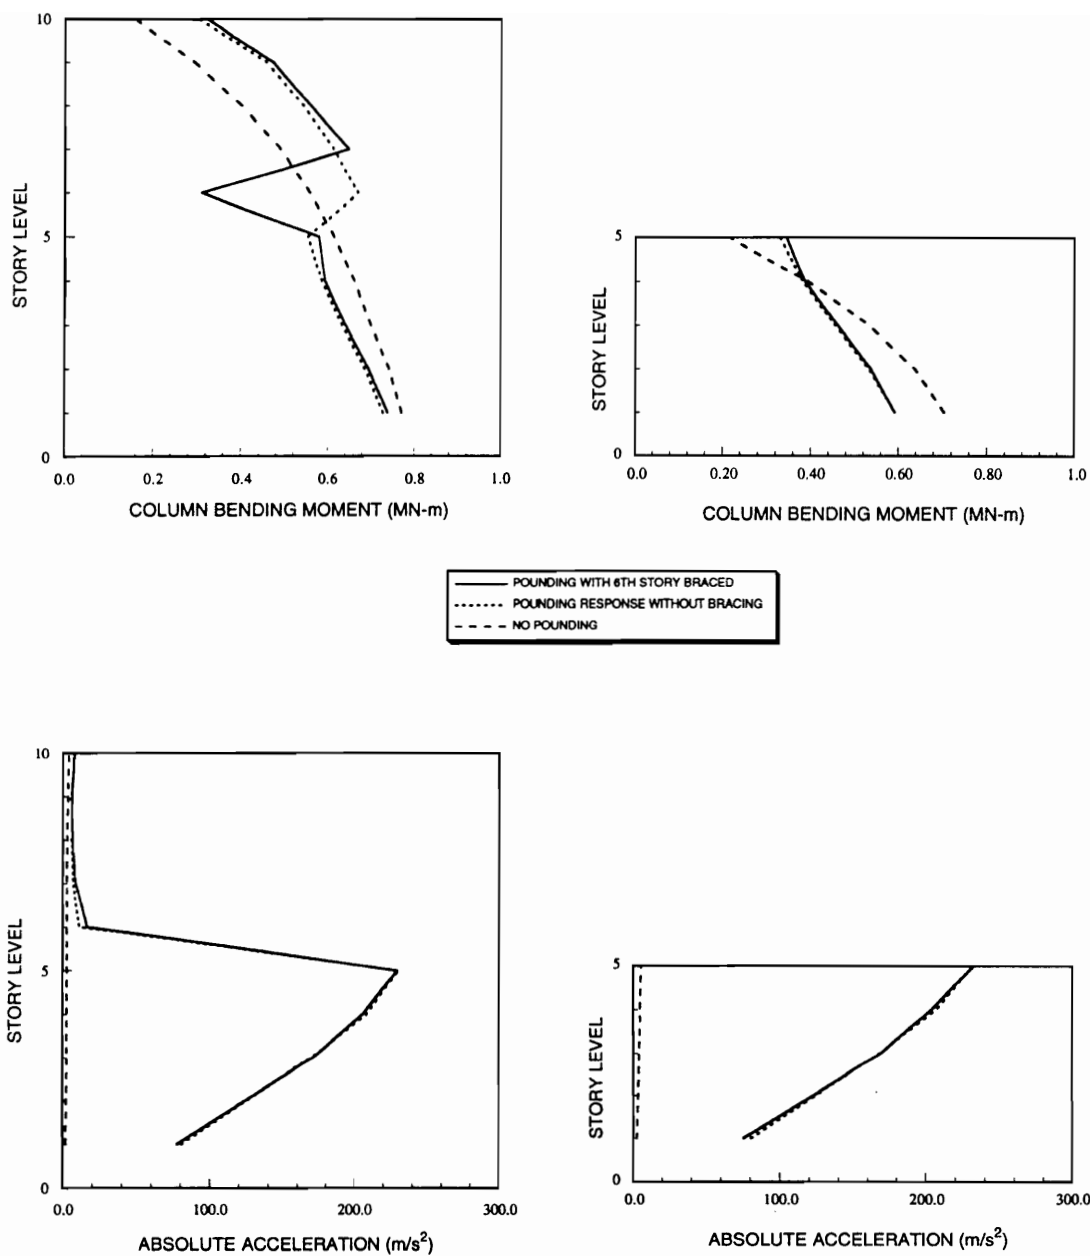 10
5
0
STORY LEVEL
0.0 0.2 0.4 0.6 0.8 1.0
COLUMN BENDING MOMENT (MN-m)
5
0
STORY LEVEL
0.0 0.20 0.40 0.60 0.80 1.0
COLUMN BENDING MOMENT (MN-m)
POUNDING WITH 6TH STORY BRACED
POUNDING RESPONSE WITHOUT BRACING
NO POUNDING
10
5
0
STORY LEVEL
0.0 100.0 200.0 300.0
ABSOLUTE ACCELERATION (m/s²)
5
0
STORY LEVEL
0.0 100.0 200.0 300.0
ABSOLUTE ACCELERATION (m/s²)